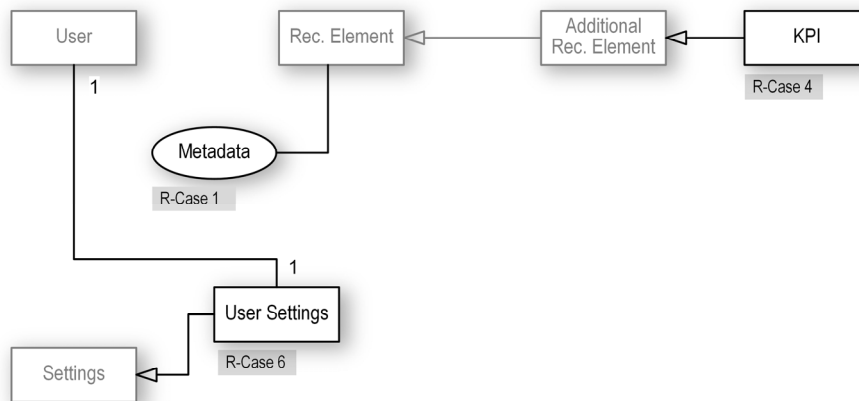 User
Rec. Element
Additional
Rec. Element
KPI
R-Case 4
1
Metadata
R-Case 1
1
User Settings
R-Case 6
Settings